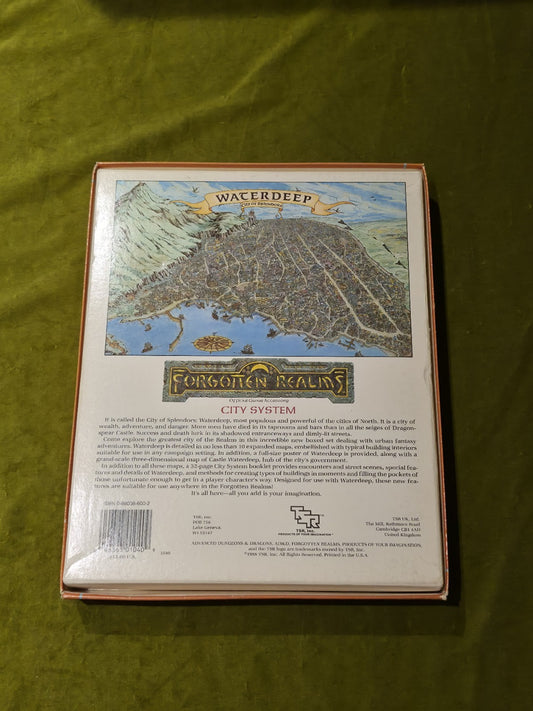 WATERDEEP
CITY OF SPLENDORS
FORGOTTEN REALMS
Official Game Accessory
CITY SYSTEM
It is called the City of Splendors; Waterdeep, most populous and powerful of the cities of North. It is a city of
wealth, adventure, and danger. More men have died in its taprooms and bars than in all the seiges of Dragon-
spear Castle. Success and death lurk in its shadowed entranceways and dimly-lit streets.
Come explore the greatest city of the Realms in this incredible new boxed set dealing with urban fantasy
adventures. Waterdeep is detailed in no less than 10 expanded maps, embellished with typical building interiors
suitable for use in any campaign setting. In addition, a full-size poster of Waterdeep is provided, along with a
grand-scale three-dimensional map of Castle Waterdeep, hub of the city's government.
In addition to all these maps, a 32-page City System booklet provides encounters and street scenes, special fea-
tures and details of Waterdeep, and methods for creating types of buildings in moments and filling the pockets of
those unfortunate enough to get in a player character's way. Designed for use with Waterdeep, these new fea-
tures are suitable for use anywhere in the Forgotten Realms!
It's all here—all you add is your imagination.
ISBN 0-88038-600-2
TSR, Inc.
POB 756
Lake Geneva,
WI 53147
TSR, Inc.
PRODUCTS OF YOUR IMAGINATION
TSR UK, Ltd.
The Mill, Rathmore Road
Cambridge CB1 4AD
United Kingdom
1040
ADVANCED DUNGEONS & DRAGONS, AD&D, FORGOTTEN REALMS, PRODUCTS OF YOUR IMAGINATION,
and the TSR logo are trademarks owned by TSR, Inc.
©1988 TSR, Inc. All Rights Reserved. Printed in the U.S.A.